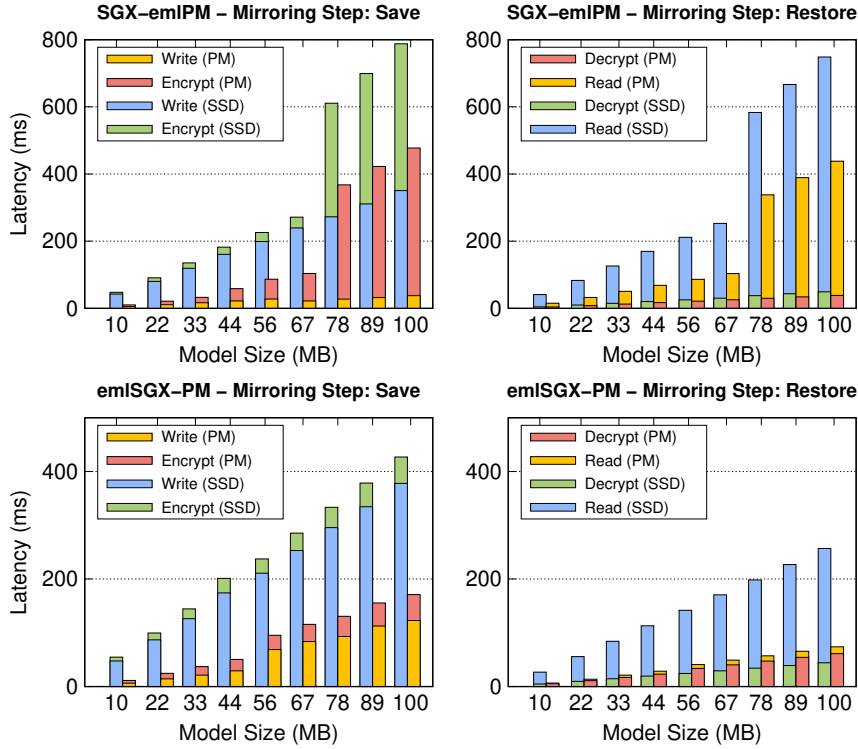 SGX−emlPM − Mirroring Step: Save
800
600
400
200
0
Latency (ms)
Write (PM)
Encrypt (PM)
Write (SSD)
Encrypt (SSD)
10 22 33 44 56 67 78 89 100
Model Size (MB)
SGX−emlPM − Mirroring Step: Restore
800
600
400
200
0
Decrypt (PM)
Read (PM)
Decrypt (SSD)
Read (SSD)
10 22 33 44 56 67 78 89 100
Model Size (MB)
emlSGX−PM − Mirroring Step: Save
400
200
0
Latency (ms)
Write (PM)
Encrypt (PM)
Write (SSD)
Encrypt (SSD)
10 22 33 44 56 67 78 89 100
Model Size (MB)
emlSGX−PM − Mirroring Step: Restore
400
200
0
Decrypt (PM)
Read (PM)
Decrypt (SSD)
Read (SSD)
10 22 33 44 56 67 78 89 100
Model Size (MB)